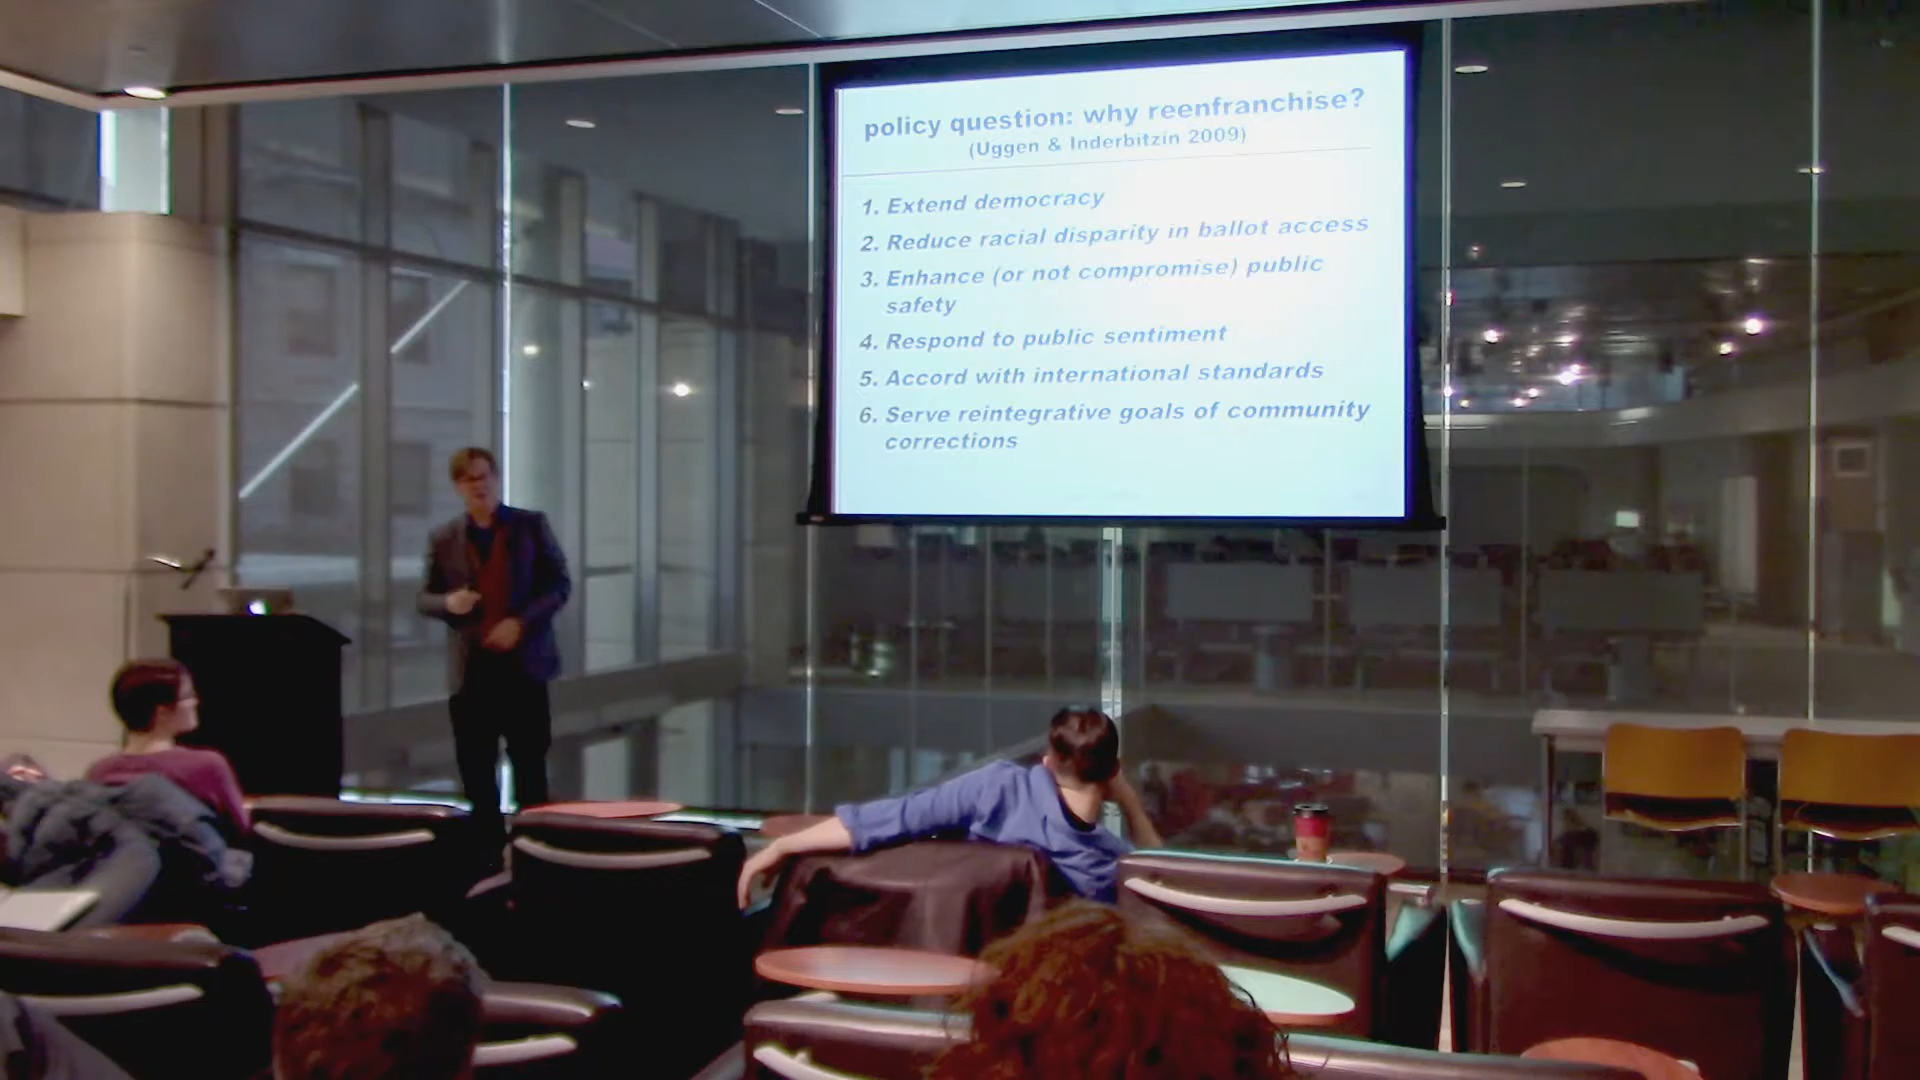 policy question: why reenfranchise?
(Uggen & Inderbitzin 2009)
1. Extend democracy
2. Reduce racial disparity in ballot access
3. Enhance (or not compromise) public
safety
4. Respond to public sentiment
5. Accord with international standards
6. Serve reintegrative goals of community
corrections